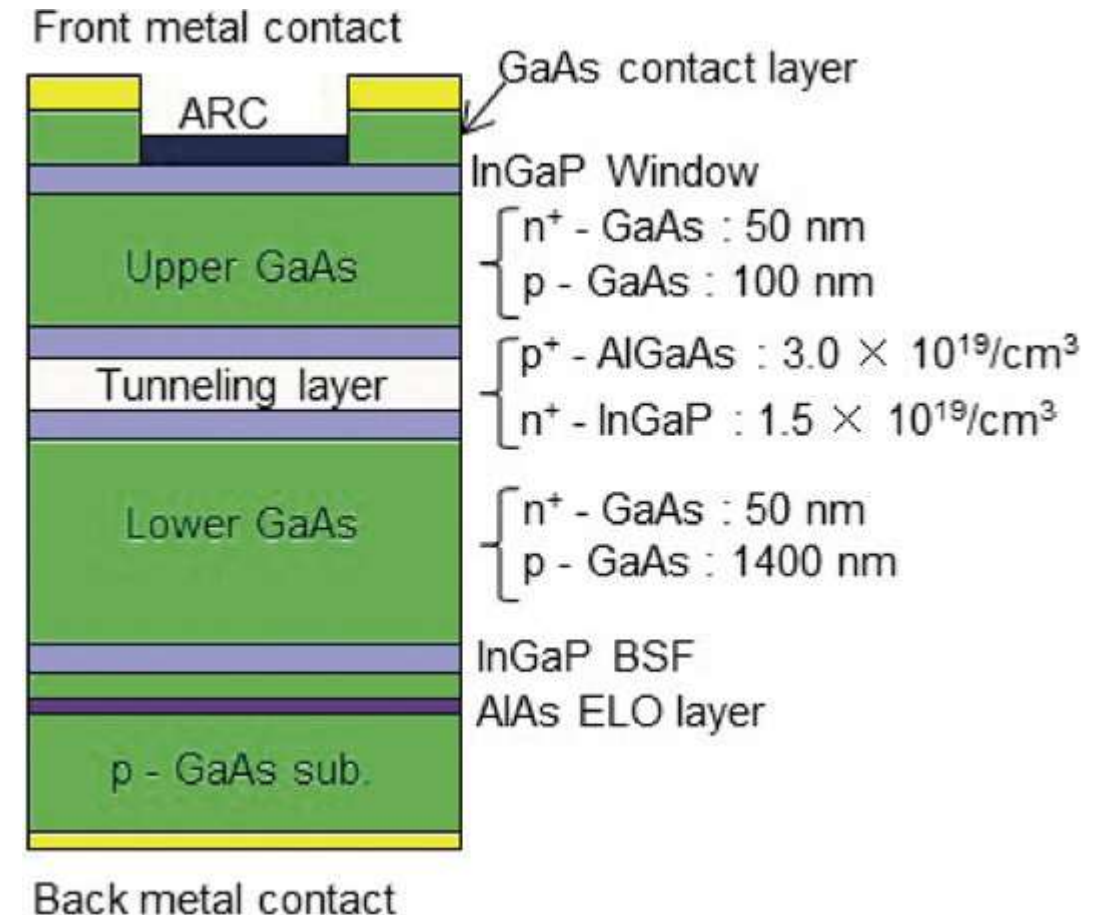 Front metal contact
GaAs contact layer
ARC
InGaP Window
Upper GaAs
n⁺ - GaAs : 50 nm
p - GaAs : 100 nm
Tunneling layer
p⁺ - AlGaAs : 3.0 × 10¹⁹/cm³
n⁺ - InGaP : 1.5 × 10¹⁹/cm³
Lower GaAs
n⁺ - GaAs : 50 nm
p - GaAs : 1400 nm
InGaP BSF
AlAs ELO layer
p - GaAs sub.
Back metal contact